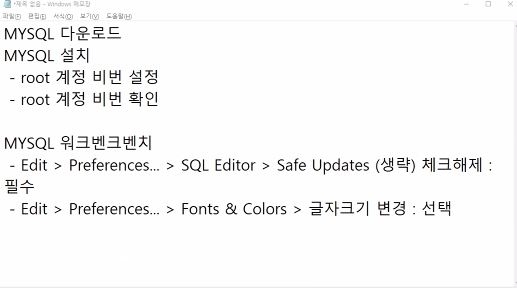 *제목 없음 - Windows 메모장
파일(F) 편집(E) 서식(O) 보기(V) 도움말(H)
MYSQL 다운로드
MYSQL 설치
- root 계정 비번 설정
- root 계정 비번 확인
MYSQL 워크벤크벤치
- Edit > Preferences... > SQL Editor > Safe Updates (생략) 체크해제 :
필수
- Edit > Preferences... > Fonts & Colors > 글자크기 변경 : 선택